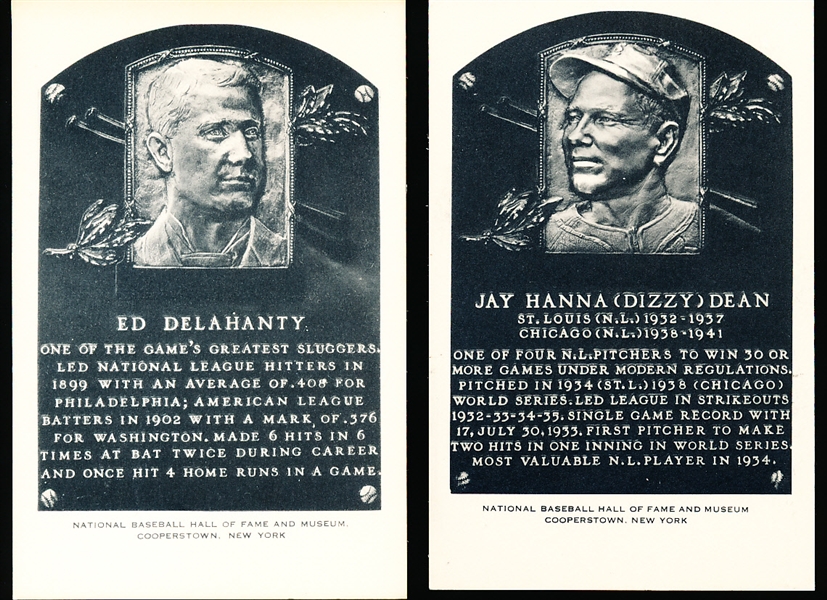 ED DELAHANTY
ONE OF THE GAME'S GREATEST SLUGGERS.
LED NATIONAL LEAGUE HITTERS IN
1899 WITH AN AVERAGE OF .408 FOR
PHILADELPHIA; AMERICAN LEAGUE
BATTERS IN 1902 WITH A MARK OF .376
FOR WASHINGTON. MADE 6 HITS IN 6
TIMES AT BAT TWICE DURING CAREER
AND ONCE HIT 4 HOME RUNS IN A GAME.
NATIONAL BASEBALL HALL OF FAME AND MUSEUM,
COOPERSTOWN, NEW YORK
JAY HANNA (DIZZY) DEAN
ST. LOUIS (N.L.) 1932-1937
CHICAGO (N.L.) 1938-1941
ONE OF FOUR N.L. PITCHERS TO WIN 30 OR
MORE GAMES UNDER MODERN REGULATIONS.
PITCHED IN 1934 (ST.L.) 1938 (CHICAGO)
WORLD SERIES. LED LEAGUE IN STRIKEOUTS
1932-33-34-35. SINGLE GAME RECORD WITH
17, JULY 30, 1933. FIRST PITCHER TO MAKE
TWO HITS IN ONE INNING IN WORLD SERIES.
MOST VALUABLE N.L. PLAYER IN 1934.
NATIONAL BASEBALL HALL OF FAME AND MUSEUM
COOPERSTOWN, NEW YORK